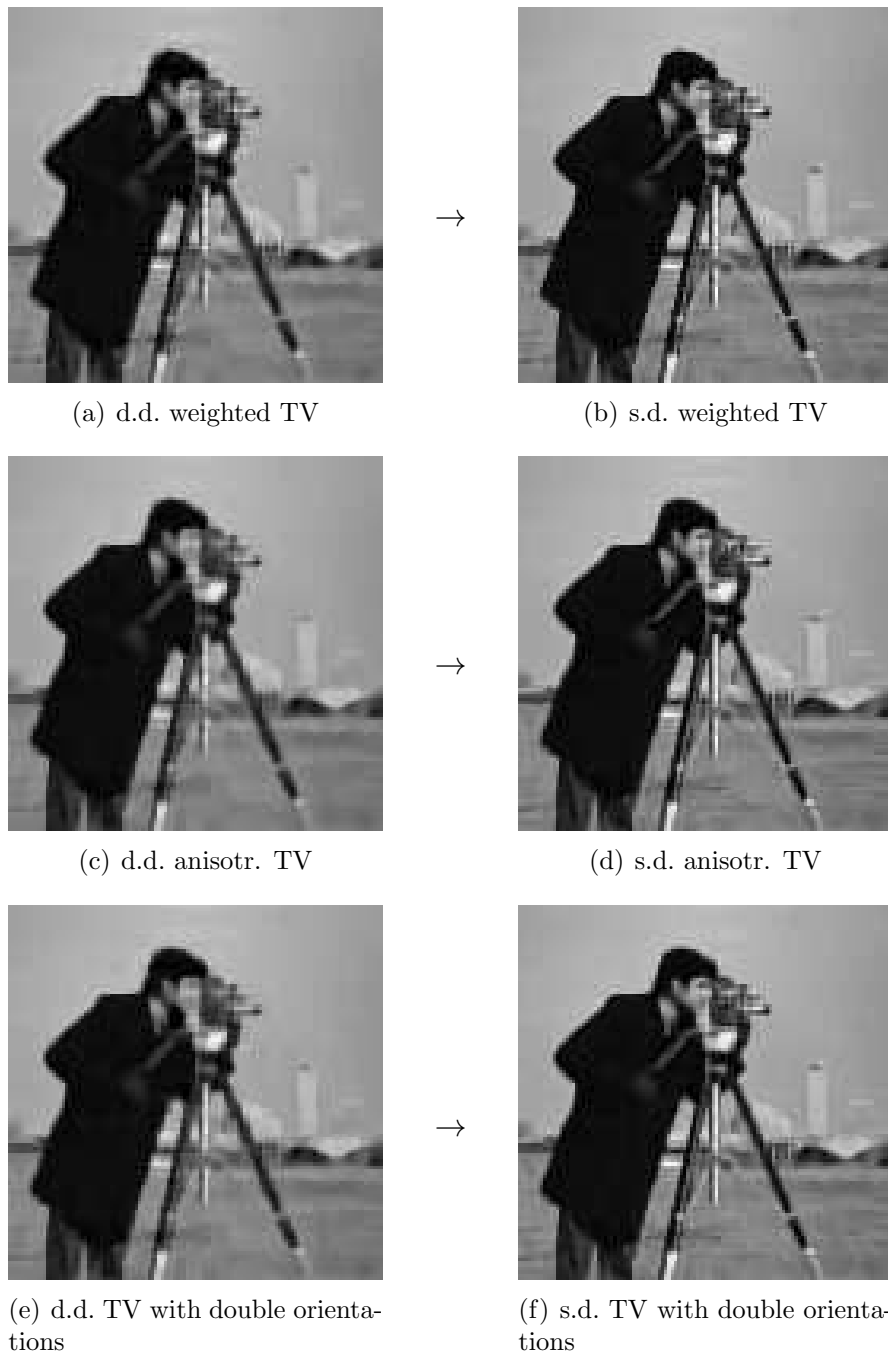 →
(a) d.d. weighted TV
(b) s.d. weighted TV
→
(c) d.d. anisotr. TV
(d) s.d. anisotr. TV
→
(e) d.d. TV with double orienta-
tions
(f) s.d. TV with double orienta-
tions